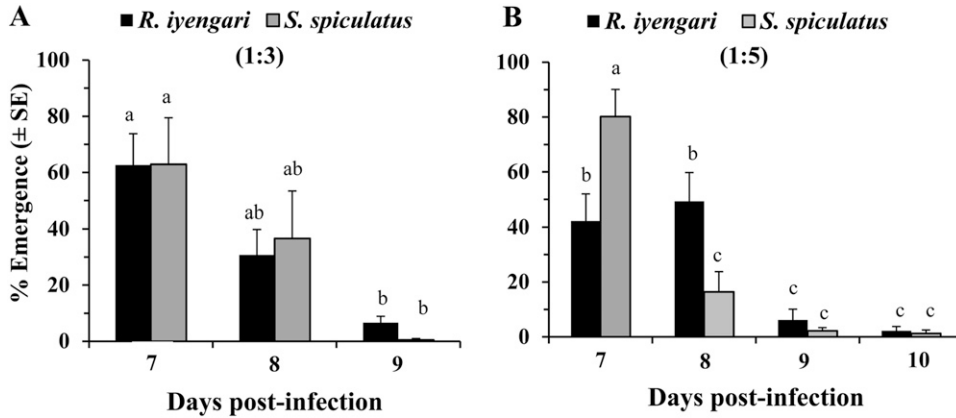 A
R. iyengari S. spiculatus
(1:3)
% Emergence (± SE)
100
80
60
40
20
0
a a
ab ab
b b
7 8 9
Days post-infection
B
R. iyengari S. spiculatus
(1:5)
100
80
60
40
20
0
b a
b c
c c
c c
7 8 9 10
Days post-infection